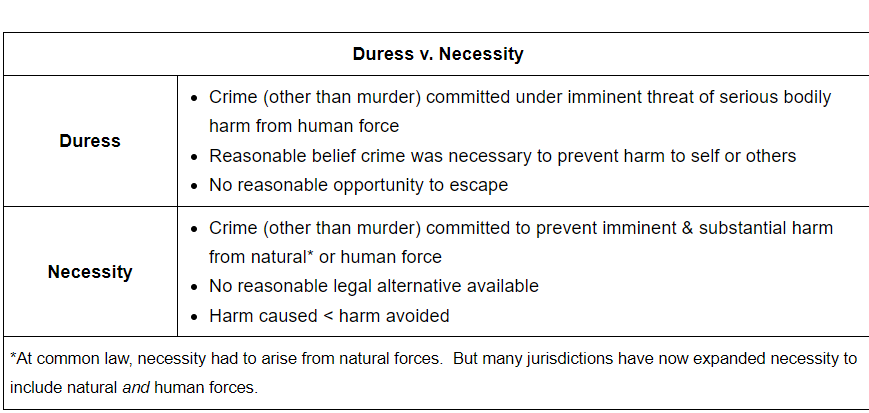 Duress v. Necessity
Duress
• Crime (other than murder) committed under imminent threat of serious bodily
harm from human force
• Reasonable belief crime was necessary to prevent harm to self or others
• No reasonable opportunity to escape
Necessity
• Crime (other than murder) committed to prevent imminent & substantial harm
from natural* or human force
• No reasonable legal alternative available
• Harm caused < harm avoided
*At common law, necessity had to arise from natural forces.  But many jurisdictions have now expanded necessity to
include natural and human forces.